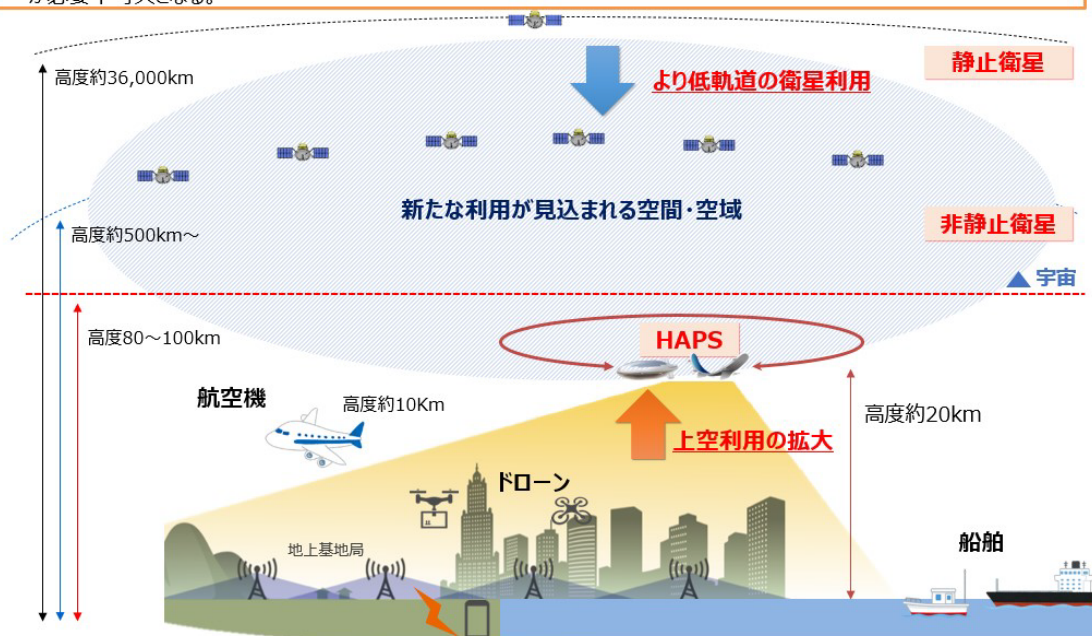 静止衛星
高度約36,000km
より低軌道の衛星利用
新たな利用が見込まれる空間・空域
非静止衛星
高度約500km～
▲ 宇宙
高度80～100km
HAPS
航空機
高度約10Km
高度約20km
上空利用の拡大
ドローン
地上基地局
船舶